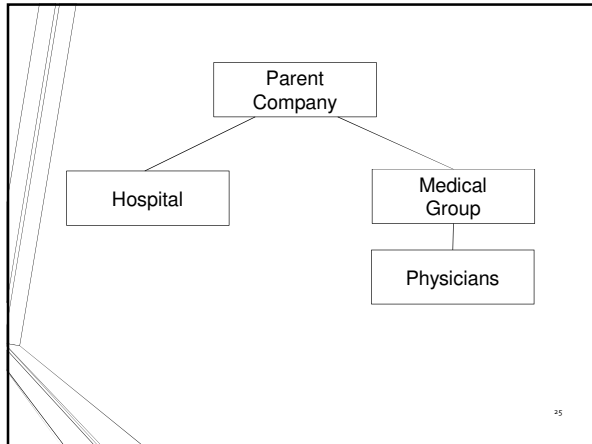 Parent
Company
Hospital
Medical
Group
Physicians
25